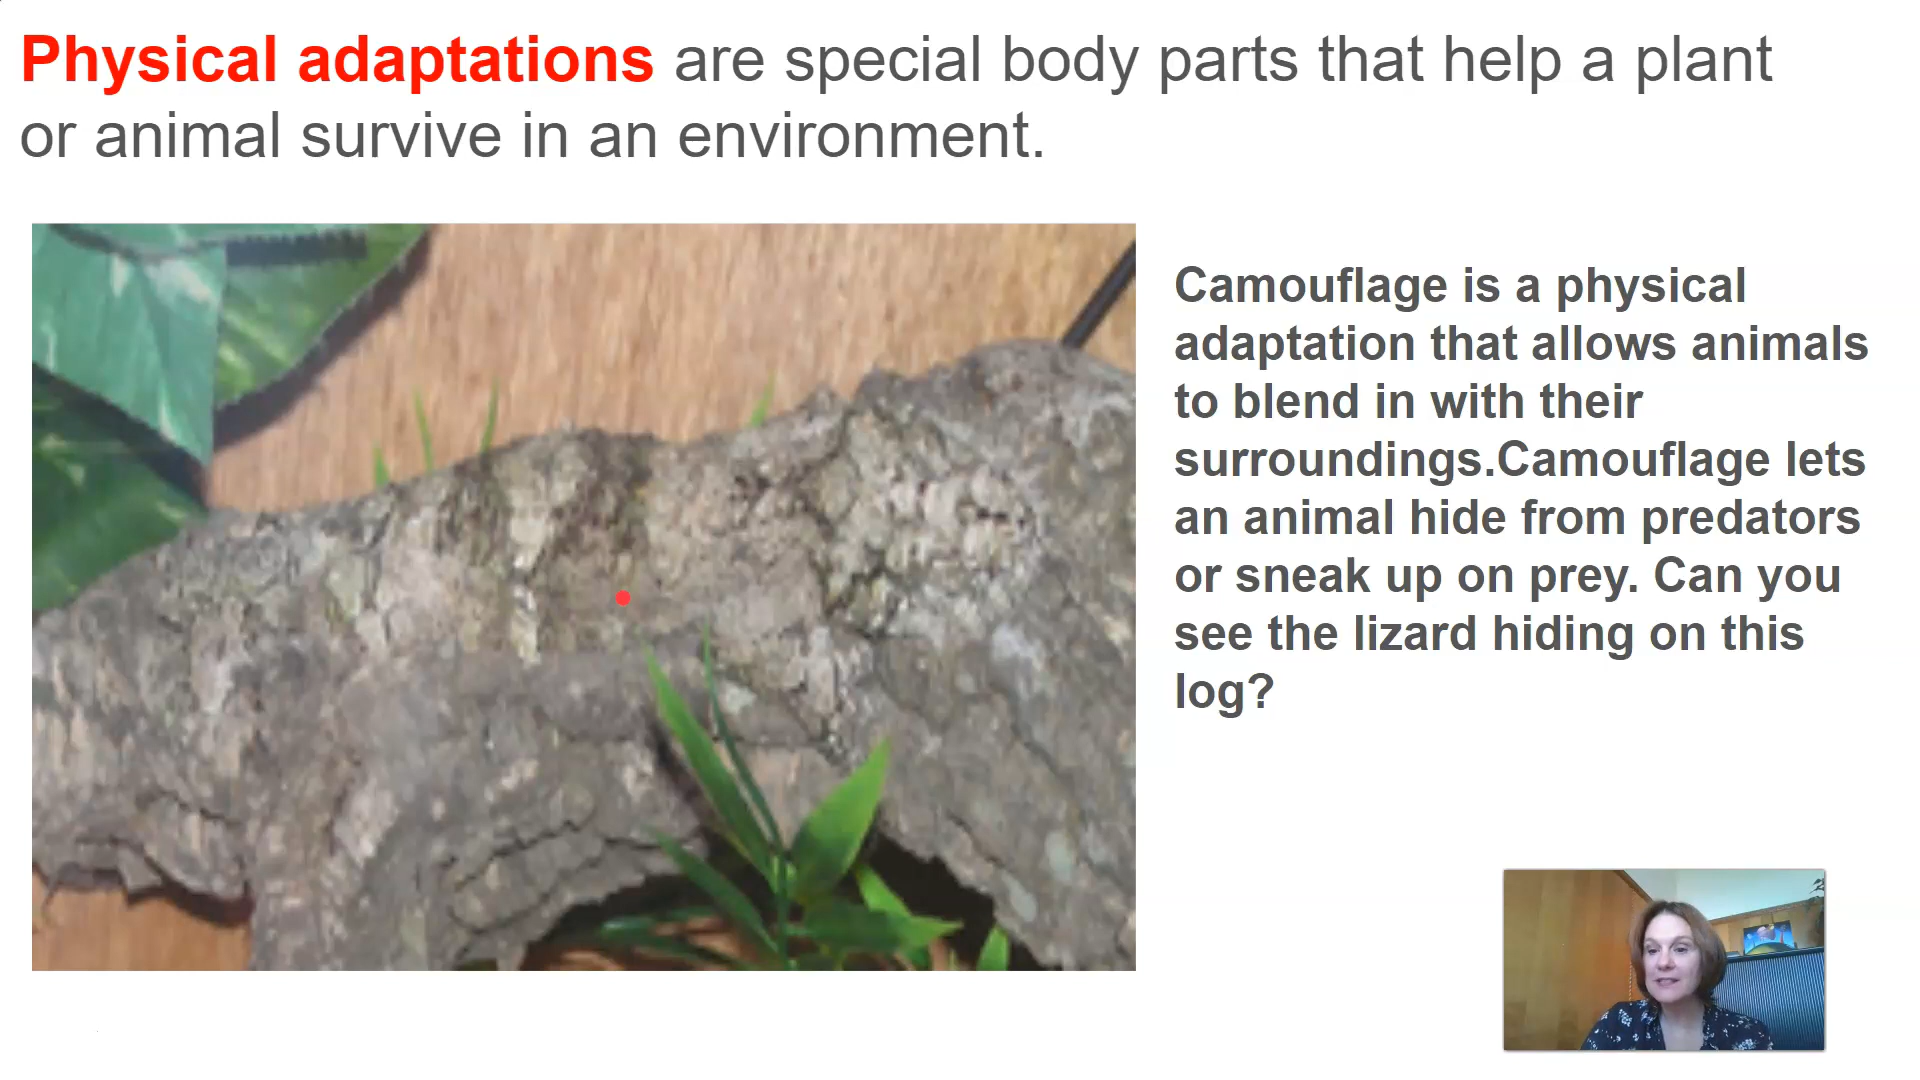 Physical adaptations are special body parts that help a plant
or animal survive in an environment.
Camouflage is a physical
adaptation that allows animals
to blend in with their
surroundings.Camouflage lets
an animal hide from predators
or sneak up on prey. Can you
see the lizard hiding on this
log?